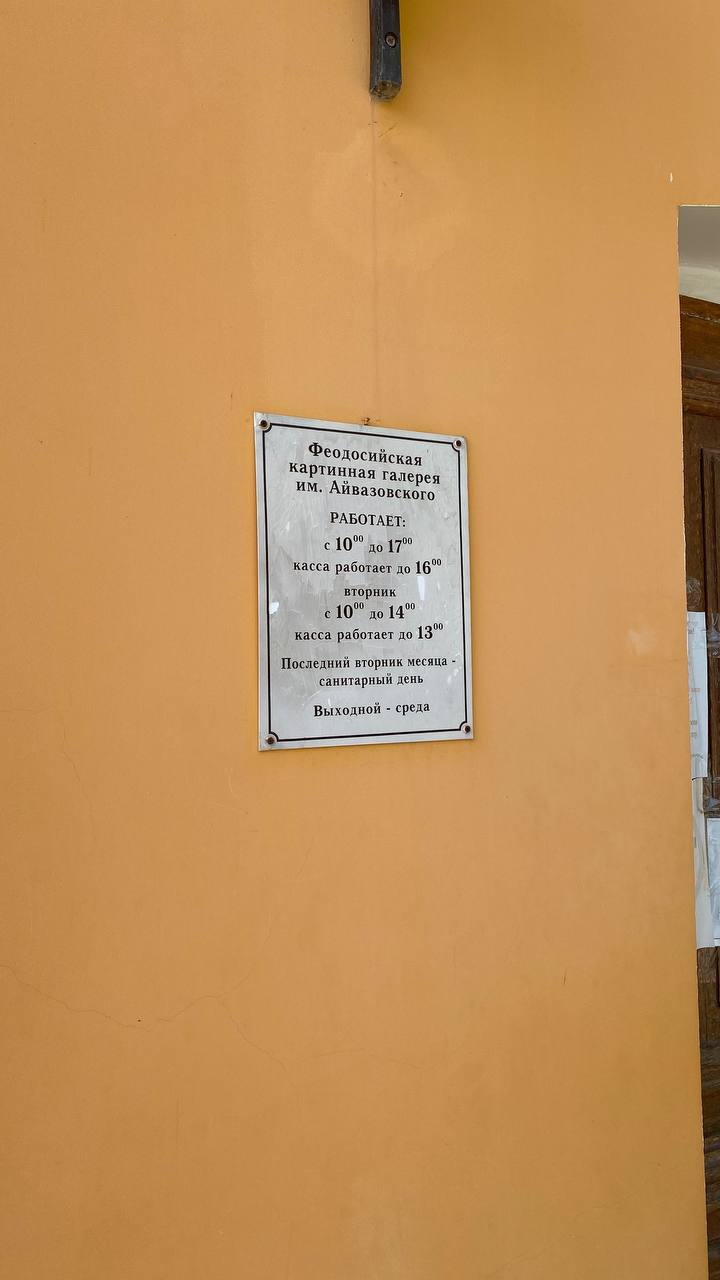 Феодосийская
картинная галерея
им. Айвазовского
РАБОТАЕТ:
с 10⁰⁰ до 17⁰⁰
касса работает до 16⁰⁰
вторник
с 10⁰⁰ до 14⁰⁰
касса работает до 13⁰⁰
Последний вторник месяца -
санитарный день
Выходной - среда